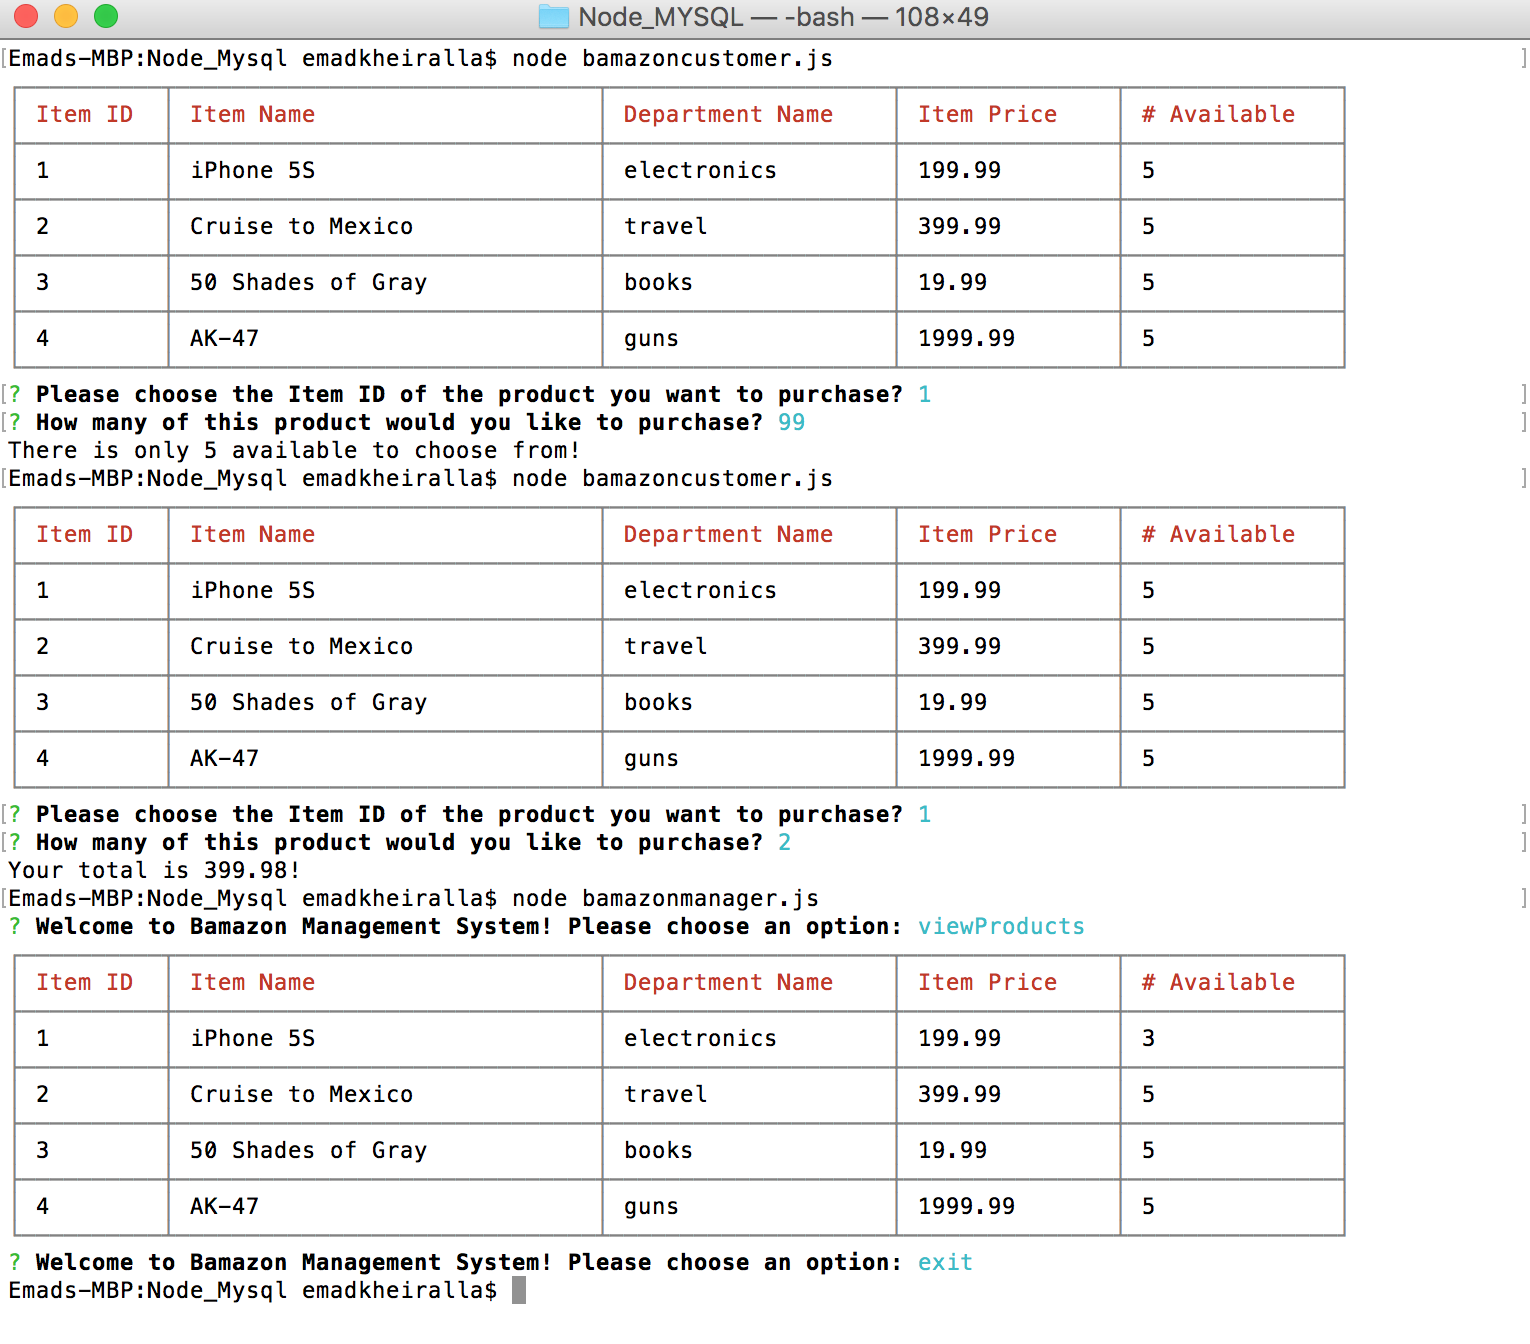 Node_MYSQL — -bash — 108×49
Emads-MBP:Node_Mysql emadkheiralla$ node bamazoncustomer.js
Item ID Item Name Department Name Item Price # Available
1 iPhone 5S electronics 199.99 5
2 Cruise to Mexico travel 399.99 5
3 50 Shades of Gray books 19.99 5
4 AK-47 guns 1999.99 5
? Please choose the Item ID of the product you want to purchase? 1
? How many of this product would you like to purchase? 99
There is only 5 available to choose from!
Emads-MBP:Node_Mysql emadkheiralla$ node bamazoncustomer.js
Item ID Item Name Department Name Item Price # Available
1 iPhone 5S electronics 199.99 5
2 Cruise to Mexico travel 399.99 5
3 50 Shades of Gray books 19.99 5
4 AK-47 guns 1999.99 5
? Please choose the Item ID of the product you want to purchase? 1
? How many of this product would you like to purchase? 2
Your total is 399.98!
Emads-MBP:Node_Mysql emadkheiralla$ node bamazonmanager.js
? Welcome to Bamazon Management System! Please choose an option: viewProducts
Item ID Item Name Department Name Item Price # Available
1 iPhone 5S electronics 199.99 3
2 Cruise to Mexico travel 399.99 5
3 50 Shades of Gray books 19.99 5
4 AK-47 guns 1999.99 5
? Welcome to Bamazon Management System! Please choose an option: exit
Emads-MBP:Node_Mysql emadkheiralla$